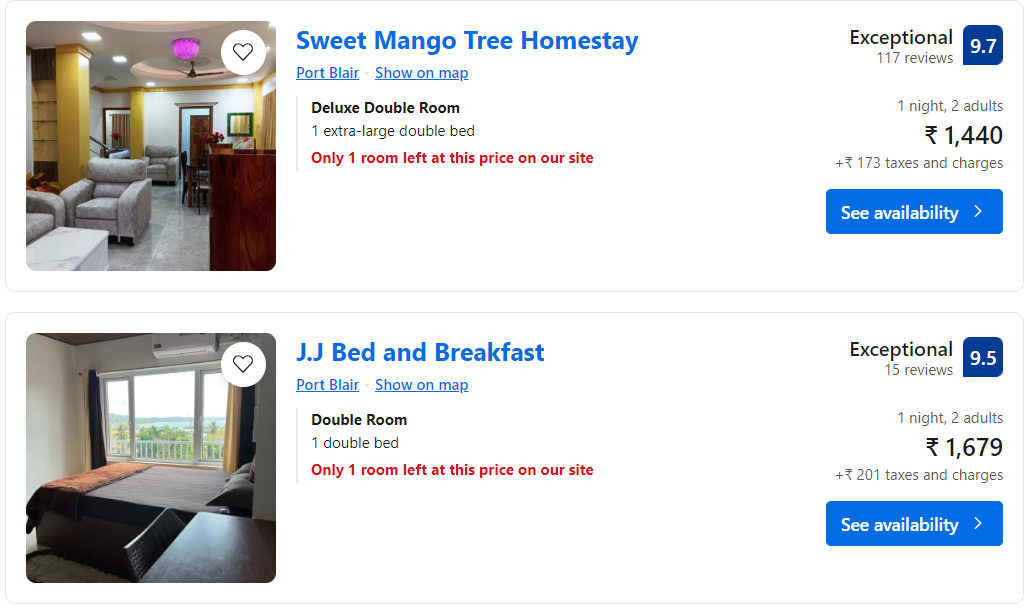 Sweet Mango Tree Homestay
Port Blair · Show on map
Deluxe Double Room
1 extra-large double bed
Only 1 room left at this price on our site
Exceptional 9.7
117 reviews
1 night, 2 adults
₹ 1,440
+₹ 173 taxes and charges
See availability
J.J Bed and Breakfast
Port Blair · Show on map
Double Room
1 double bed
Only 1 room left at this price on our site
Exceptional 9.5
15 reviews
1 night, 2 adults
₹ 1,679
+₹ 201 taxes and charges
See availability